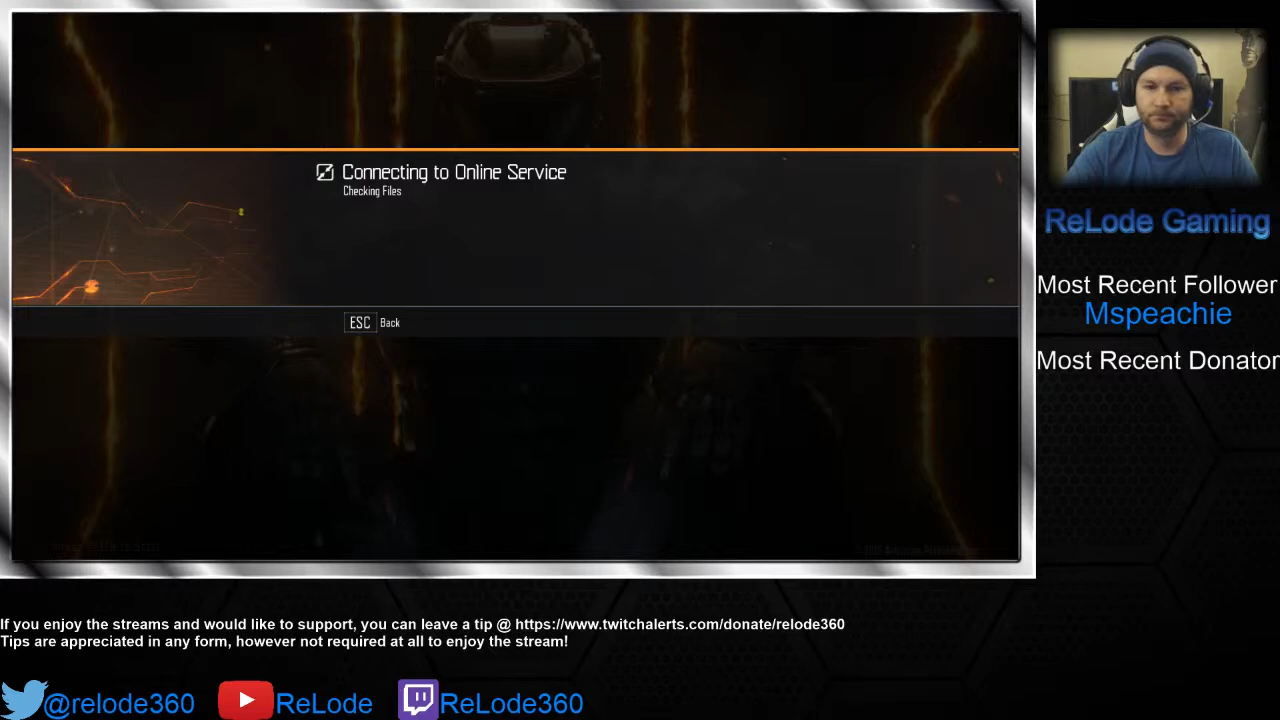 Connecting to Online Service
Checking Files
ESC Back
ReLode Gaming
Most Recent Follower
Mspeachie
Most Recent Donator
If you enjoy the streams and would like to support, you can leave a tip @ https://www.twitchalerts.com/donate/relode360
Tips are appreciated in any form, however not required at all to enjoy the stream!
@relode360 ReLode ReLode360